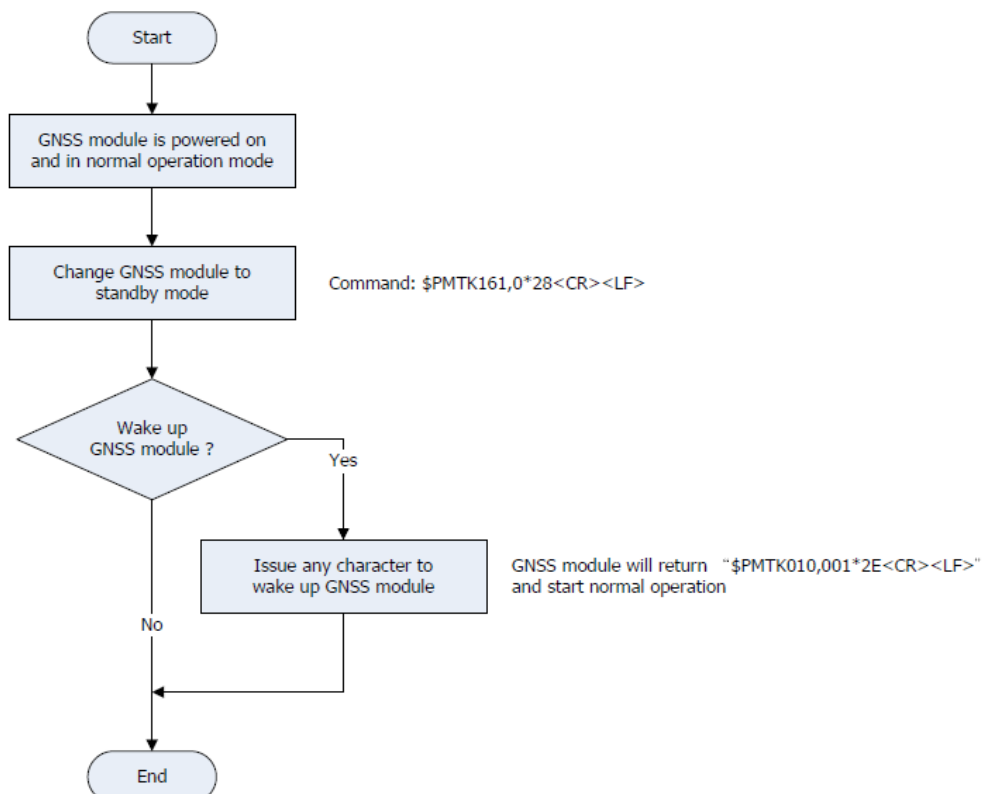 Start
GNSS module is powered on
and in normal operation mode
Change GNSS module to
standby mode
Command: $PMTK161,0*28<CR><LF>
Wake up
GNSS module ?
Yes
Issue any character to
wake up GNSS module
GNSS module will return “$PMTK010,001*2E<CR><LF>”
and start normal operation
No
End